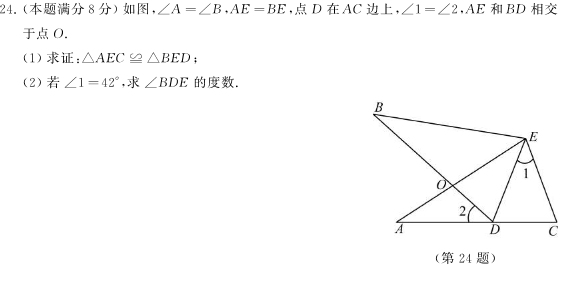 24. (本题满分 8 分) 如图,∠A=∠B,AE=BE,点 D 在 AC 边上,∠1=∠2,AE 和 BD 相交
于点 O.
(1) 求证:△AEC≌△BED;
(2) 若∠1=42°,求∠BDE 的度数.
B
E
O
1
2
A
D
C
(第 24 题)